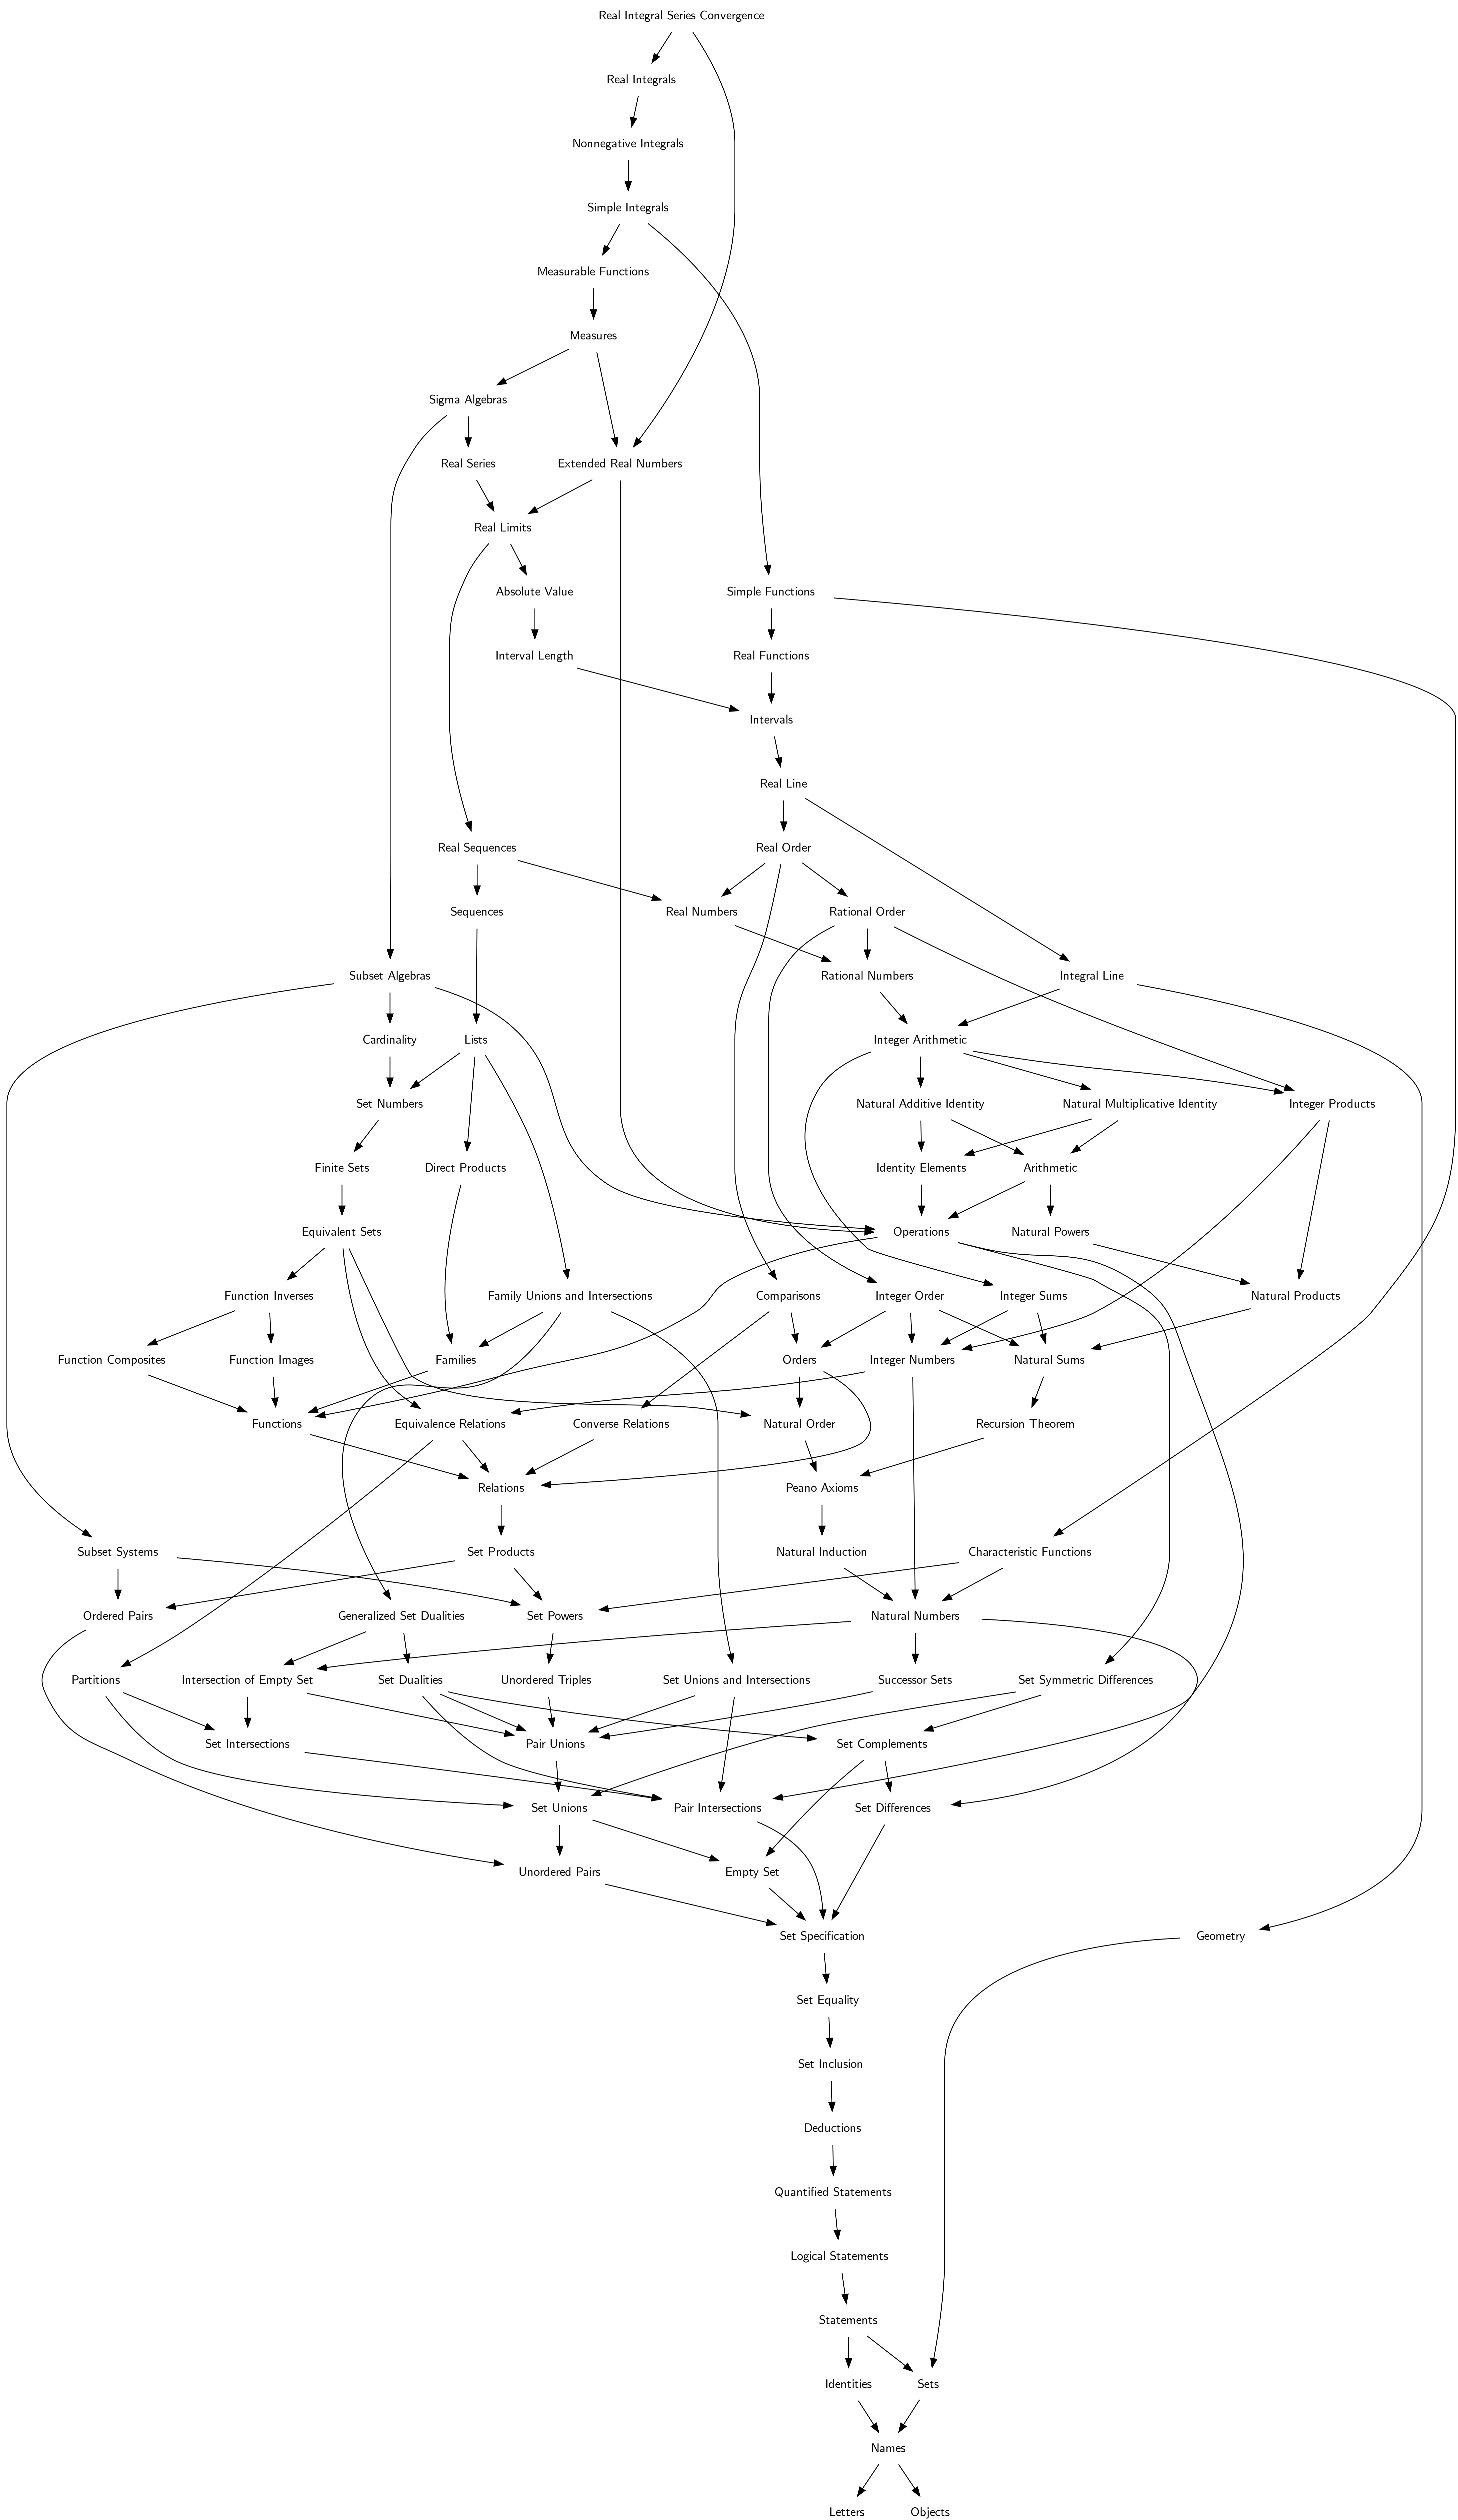 Real Integral Series Convergence
Real Integrals
Nonnegative Integrals
Simple Integrals
Measurable Functions
Measures
Sigma Algebras
Real Series
Extended Real Numbers
Real Limits
Absolute Value
Simple Functions
Interval Length
Real Functions
Intervals
Real Line
Real Sequences
Real Order
Sequences
Real Numbers
Rational Order
Subset Algebras
Rational Numbers
Integral Line
Cardinality
Lists
Integer Arithmetic
Set Numbers
Natural Additive Identity
Natural Multiplicative Identity
Integer Products
Finite Sets
Direct Products
Identity Elements
Arithmetic
Equivalent Sets
Operations
Natural Powers
Function Inverses
Family Unions and Intersections
Comparisons
Integer Order
Integer Sums
Natural Products
Function Composites
Function Images
Families
Orders
Integer Numbers
Natural Sums
Functions
Equivalence Relations
Converse Relations
Natural Order
Recursion Theorem
Relations
Peano Axioms
Subset Systems
Set Products
Natural Induction
Characteristic Functions
Ordered Pairs
Generalized Set Dualities
Set Powers
Natural Numbers
Partitions
Intersection of Empty Set
Set Dualities
Unordered Triples
Set Unions and Intersections
Successor Sets
Set Symmetric Differences
Set Intersections
Pair Unions
Set Complements
Set Unions
Pair Intersections
Set Differences
Unordered Pairs
Empty Set
Set Specification
Geometry
Set Equality
Set Inclusion
Deductions
Quantified Statements
Logical Statements
Statements
Identities
Sets
Names
Letters
Objects